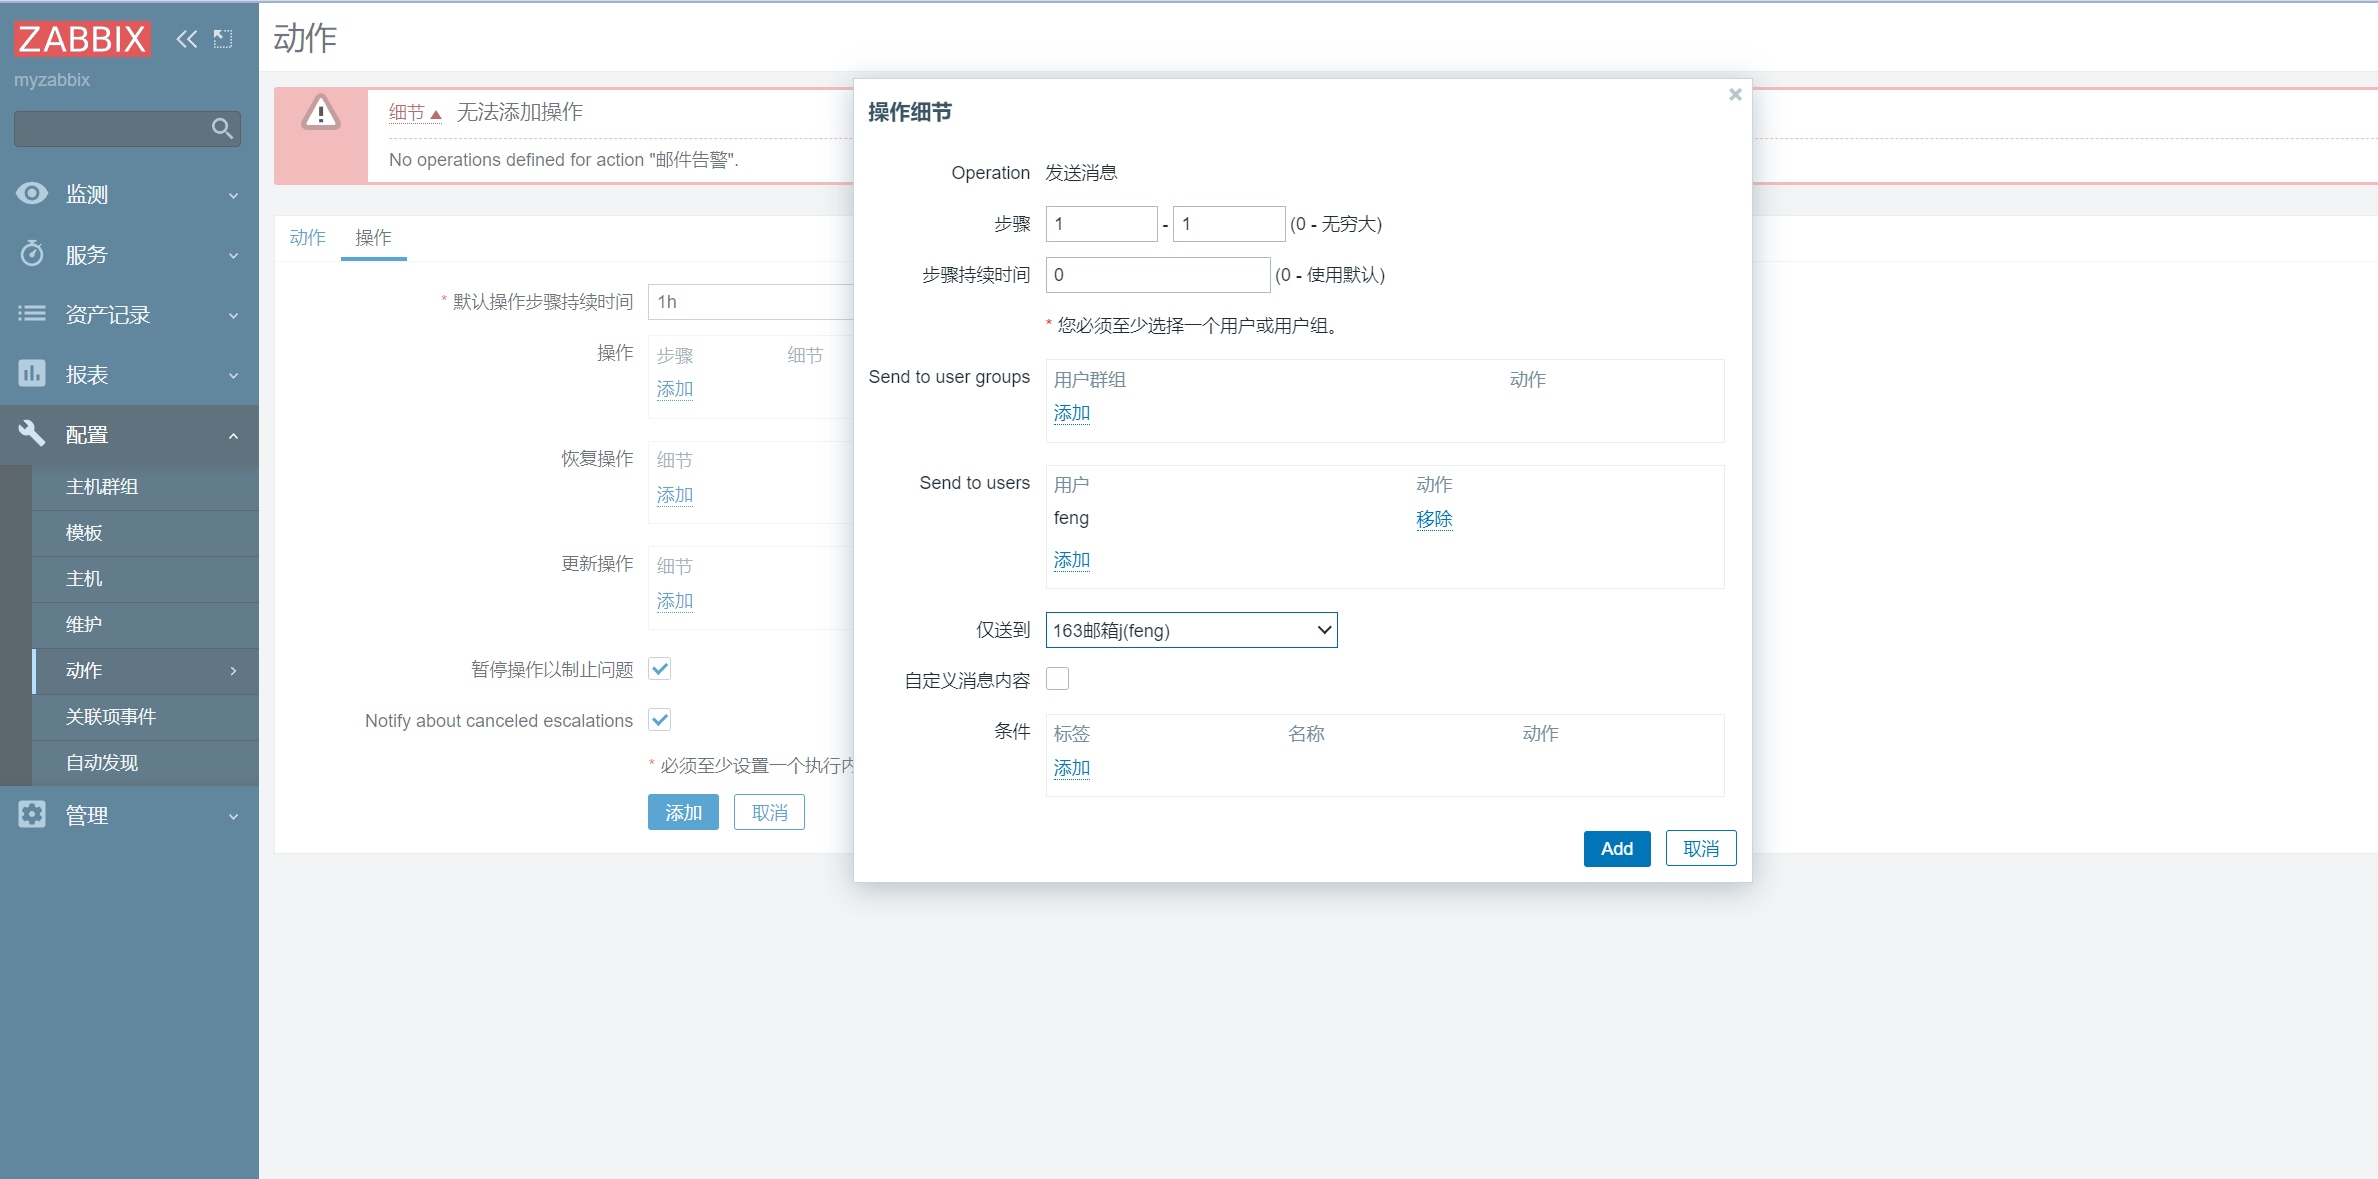 ZABBIX
myzabbix
监测
服务
资产记录
报表
配置
主机群组
模板
主机
维护
动作
关联项事件
自动发现
管理
动作
细节 无法添加操作
No operations defined for action "邮件告警".
动作 操作
* 默认操作步骤持续时间 1h
操作 步骤 细节
添加
恢复操作 细节
添加
更新操作 细节
添加
暂停操作以制止问题
Notify about canceled escalations
* 必须至少设置一个执行内
添加 取消
操作细节
Operation 发送消息
步骤 1 - 1 (0 - 无穷大)
步骤持续时间 0 (0 - 使用默认)
* 您必须至少选择一个用户或用户组。
Send to user groups 用户群组 动作
添加
Send to users 用户 动作
feng 移除
添加
仅送到 163邮箱j(feng)
自定义消息内容
条件 标签 名称 动作
添加
Add 取消